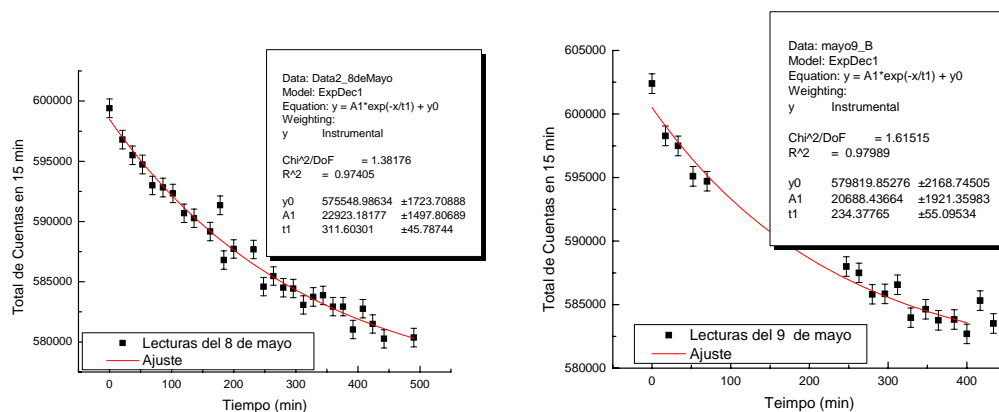 Data: Data2_8deMayo
Model: ExpDec1
Equation: y = A1*exp(-x/t1) + y0
Weighting:
y Instrumental
Chi^2/DoF = 1.38176
R^2 = 0.97405
y0 575548.98634 ±1723.70888
A1 22923.18177 ±1497.80689
t1 311.60301 ±45.78744
600000
595000
590000
585000
580000
Total de Cuentas en 15 min
Lecturas del 8 de mayo
Ajuste
0 100 200 300 400 500
Tiempo (min)
Data: mayo9_B
Model: ExpDec1
Equation: y = A1*exp(-x/t1) + y0
Weighting:
y Instrumental
Chi^2/DoF = 1.61515
R^2 = 0.97989
y0 579819.85276 ±2168.74505
A1 20688.43664 ±1921.35983
t1 234.37765 ±55.09534
605000
600000
595000
590000
585000
580000
Total de Cuentas en 15 min
Lecturas del 9 de mayo
Ajuste
0 100 200 300 400
Teimpo (min)